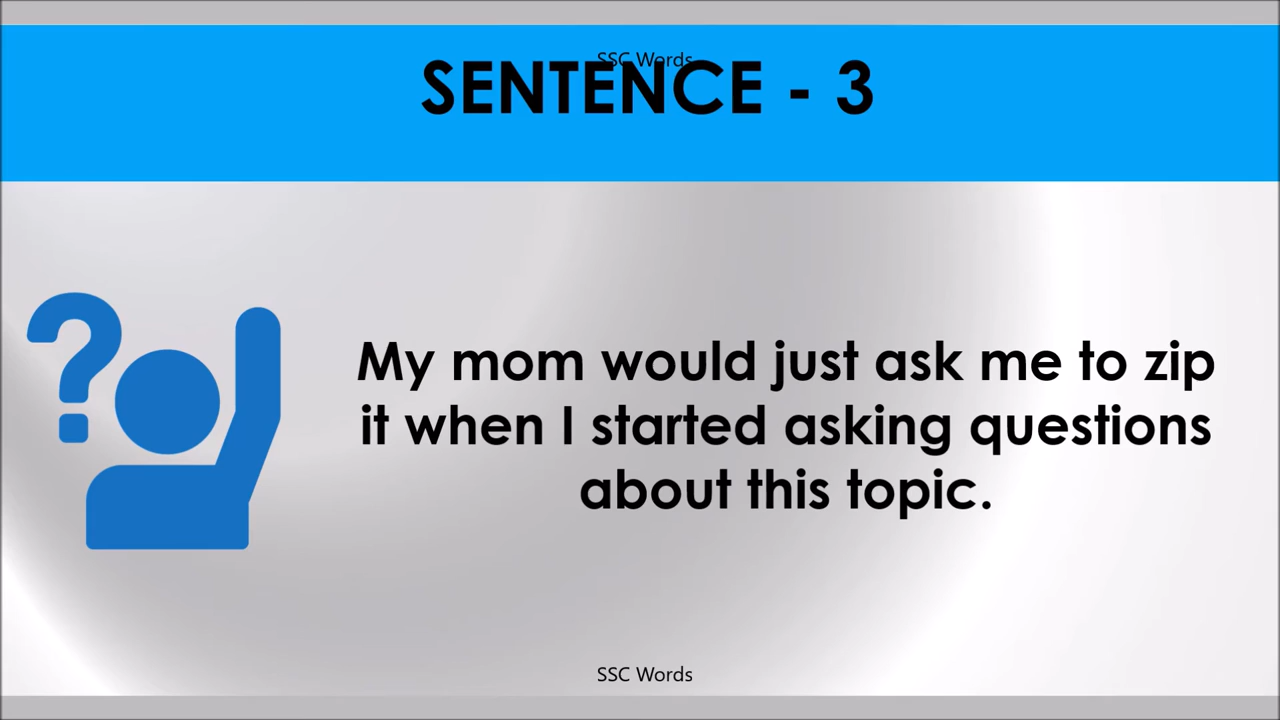 SSC Words
SENTENCE - 3
My mom would just ask me to zip
it when I started asking questions
about this topic.
SSC Words